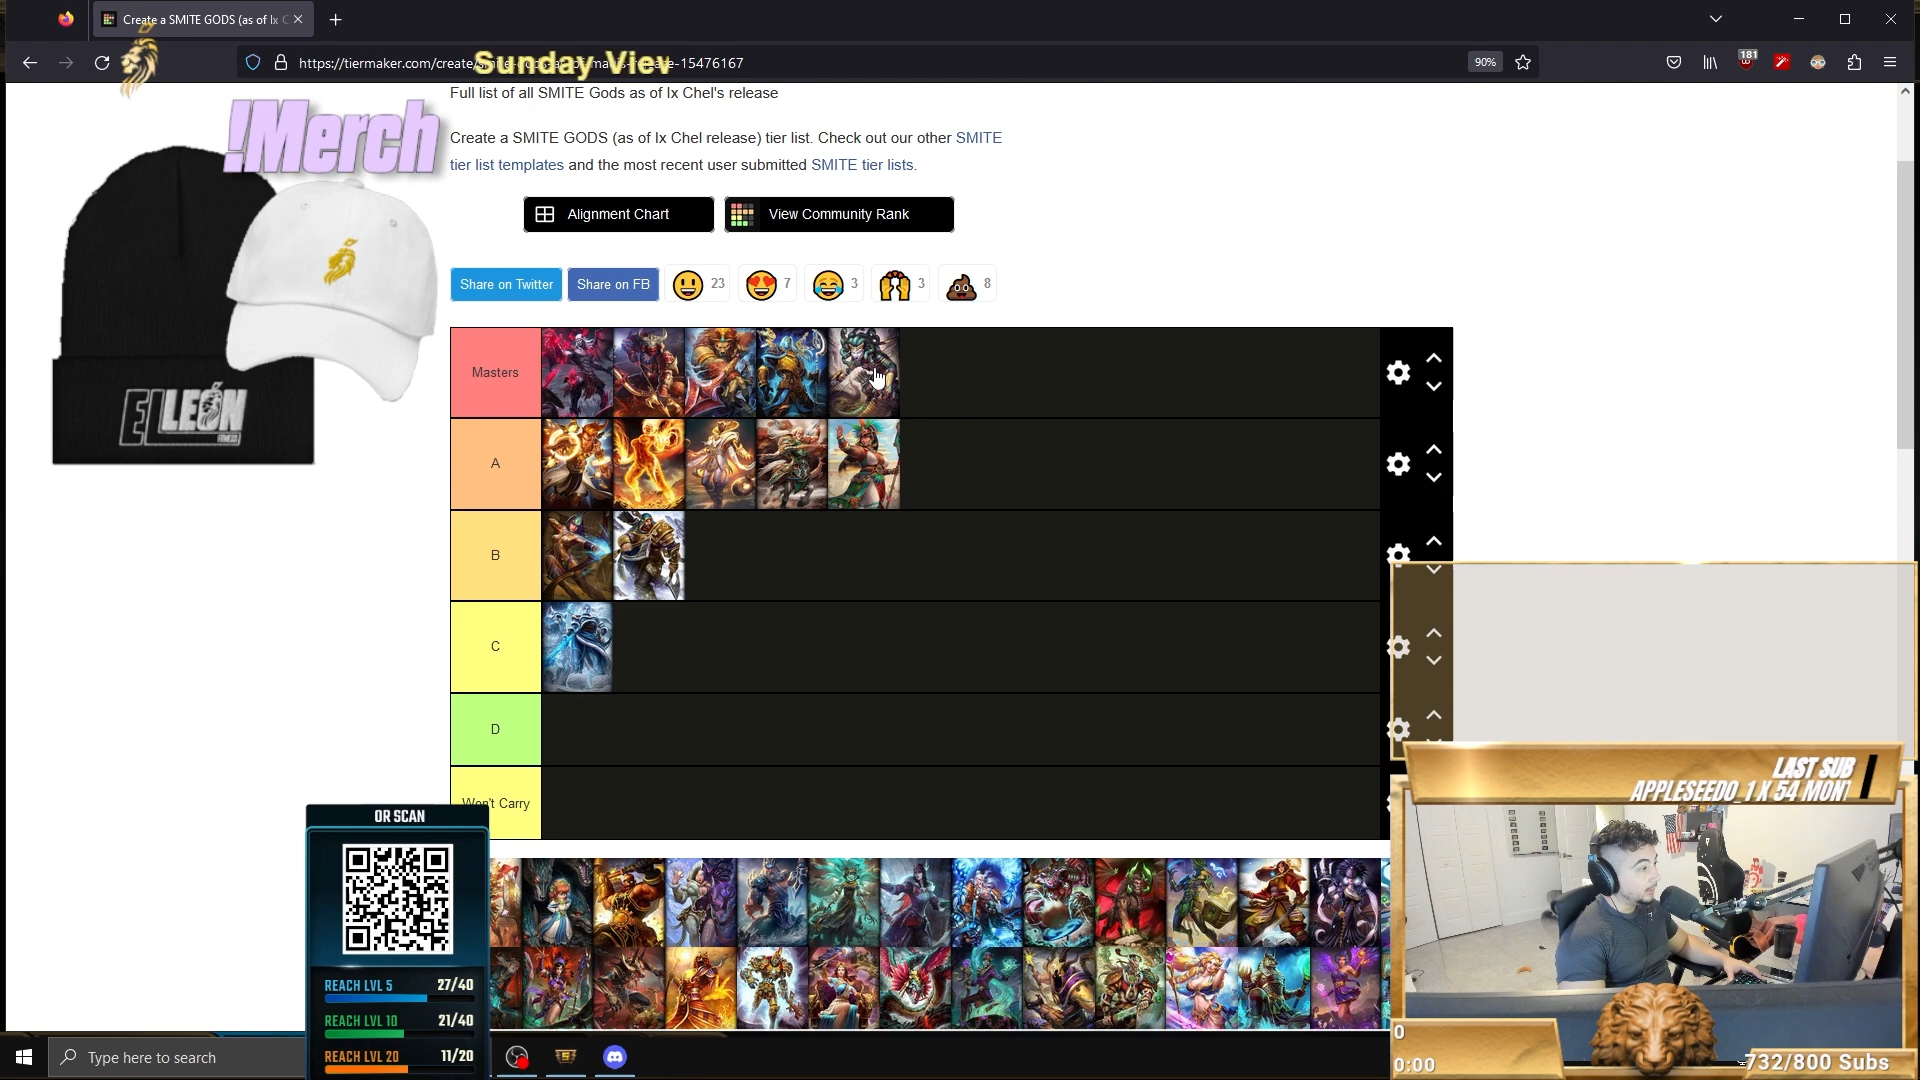 Create a SMITE GODS (as of Ix C
Sunday Viev
https://tiermaker.com/create/
-15476167
90%
181
Full list of all SMITE Gods as of Ix Chel's release
!Merch
Create a SMITE GODS (as of Ix Chel release) tier list. Check out our other SMITE
tier list templates and the most recent user submitted SMITE tier lists.
Alignment Chart
View Community Rank
Share on Twitter
Share on FB
23
7
3
3
8
Masters
A
B
C
D
Won't Carry
EL LEÓN
FITNESS
OR SCAN
REACH LVL 5 27/40
REACH LVL 10 21/40
REACH LVL 20 11/20
LAST SUB
APPLESEEDO_1 X 54 MONT
0
0:00
732/800 Subs
Type here to search